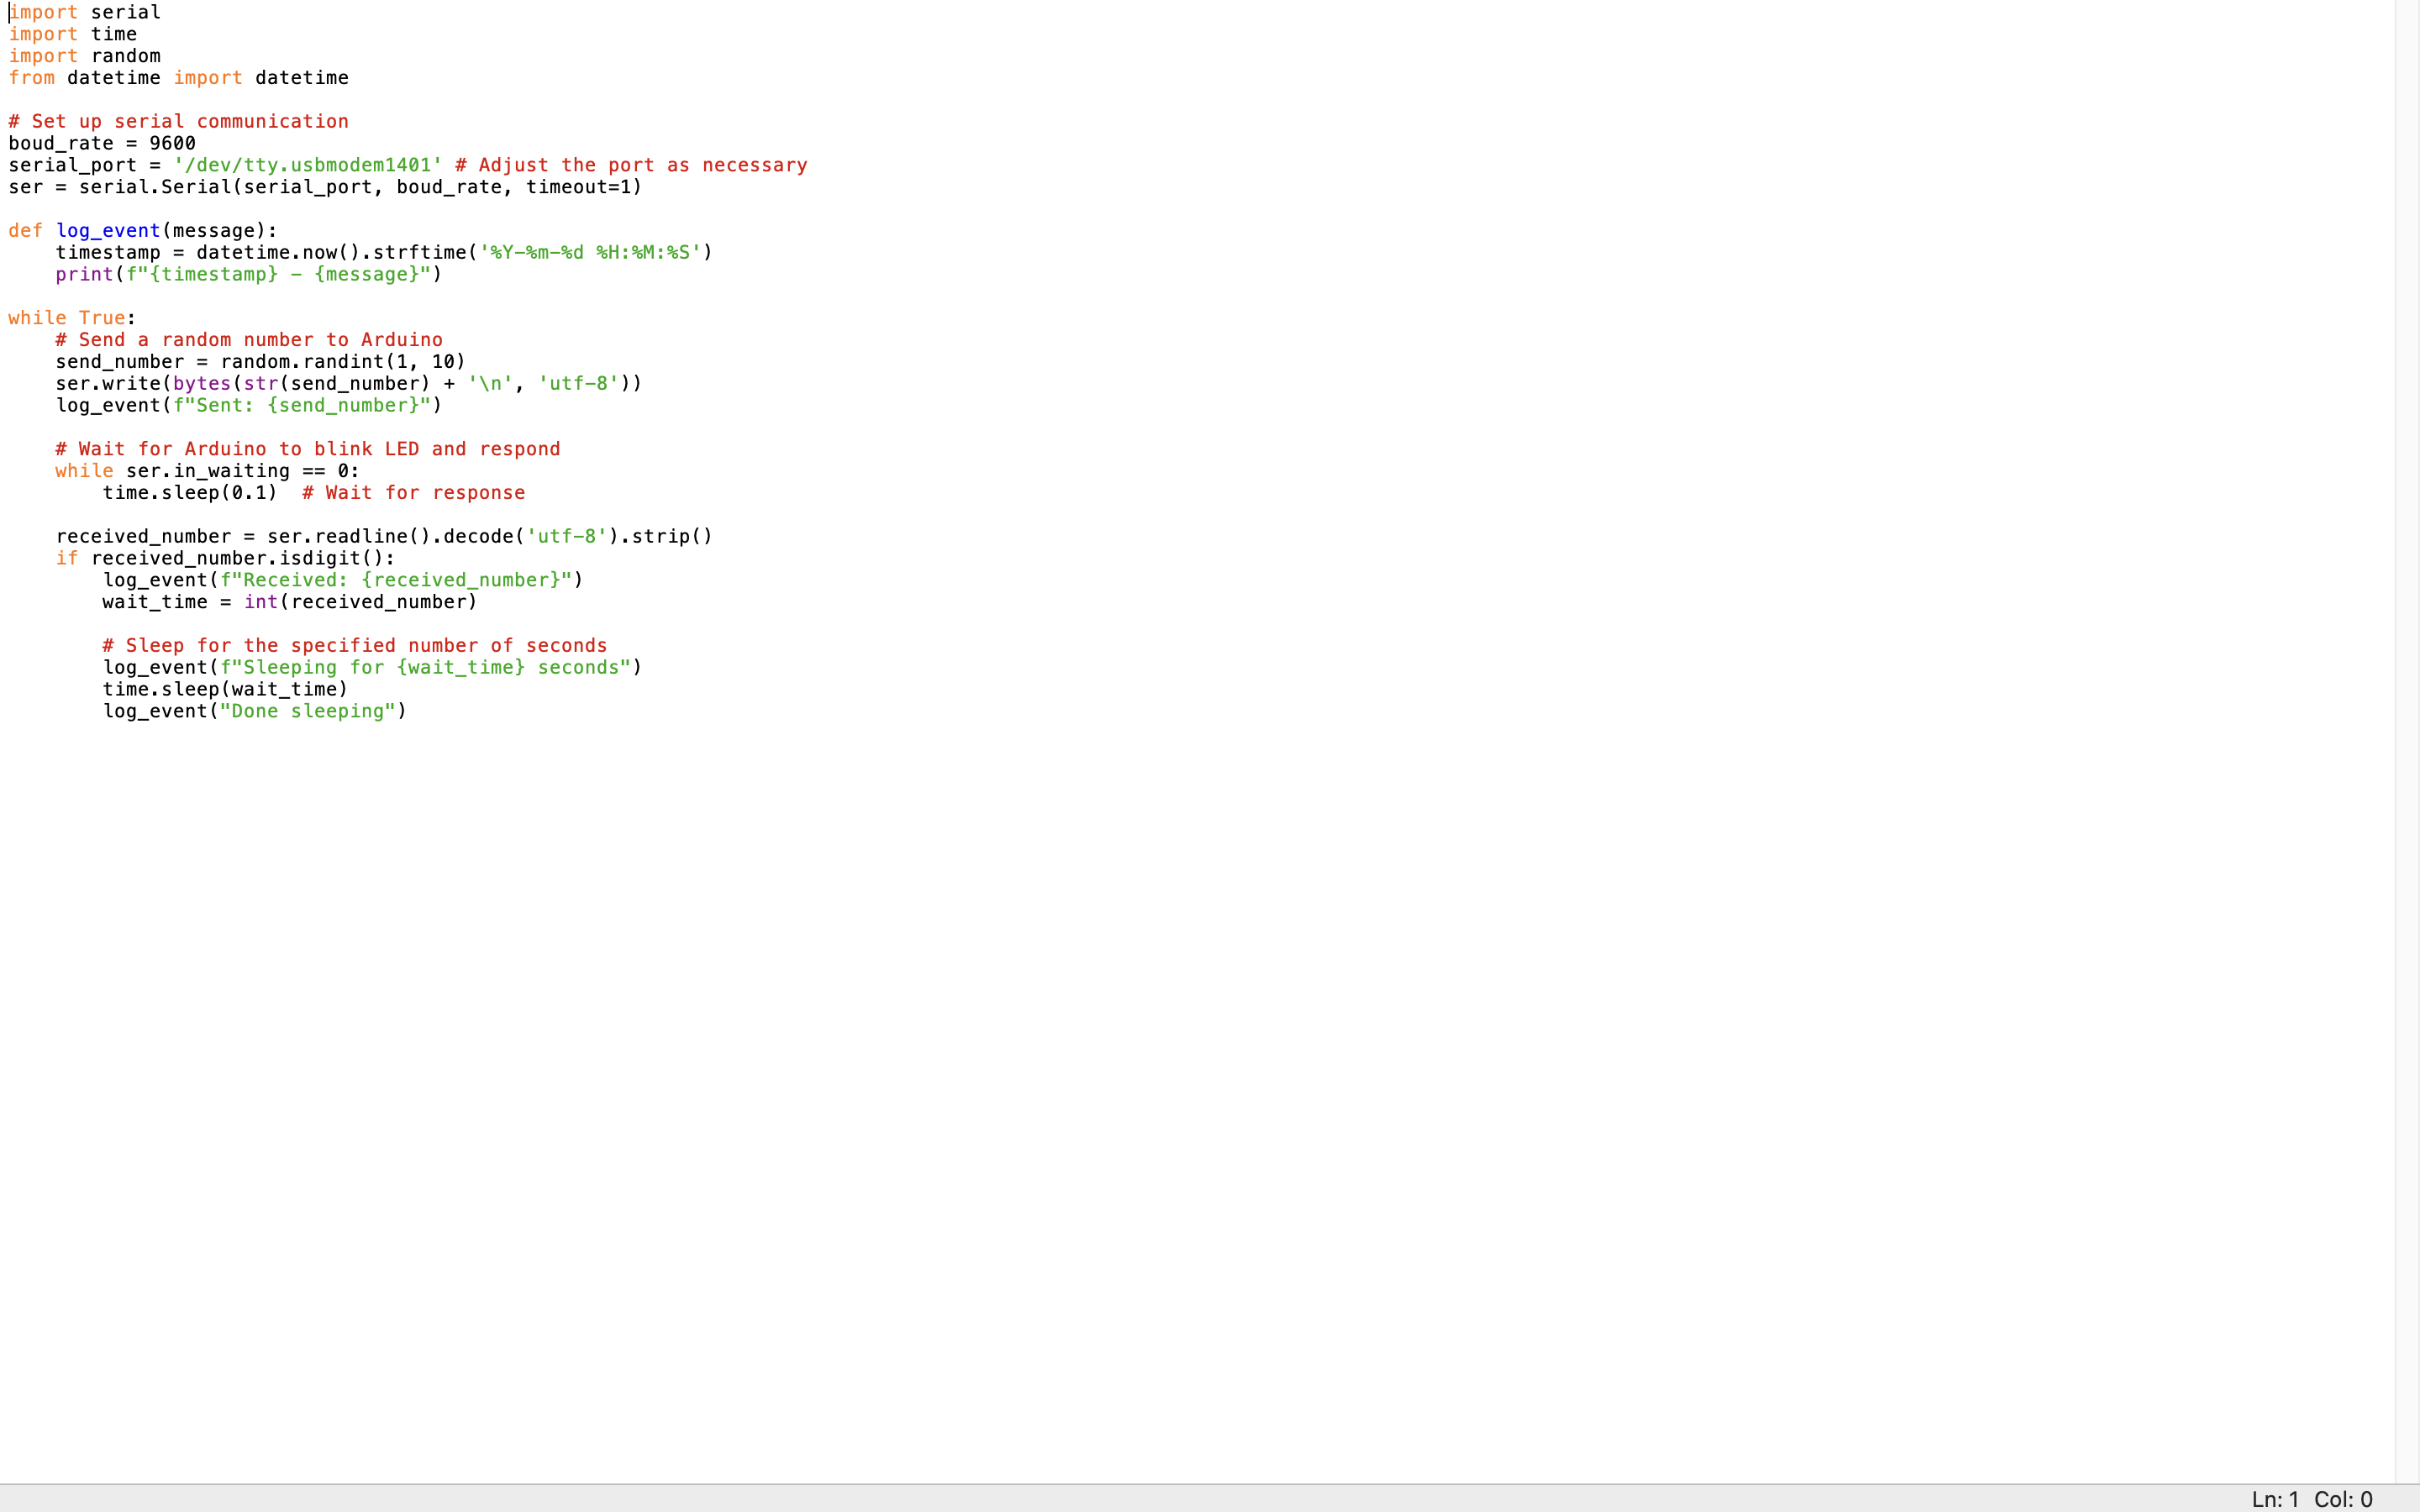 import serial
import time
import random
from datetime import datetime

# Set up serial communication
boud_rate = 9600
serial_port = '/dev/tty.usbmodem1401' # Adjust the port as necessary
ser = serial.Serial(serial_port, boud_rate, timeout=1)

def log_event(message):
    timestamp = datetime.now().strftime('%Y-%m-%d %H:%M:%S')
    print(f"{timestamp} - {message}")

while True:
    # Send a random number to Arduino
    send_number = random.randint(1, 10)
    ser.write(bytes(str(send_number) + '\n', 'utf-8'))
    log_event(f"Sent: {send_number}")

    # Wait for Arduino to blink LED and respond
    while ser.in_waiting == 0:
        time.sleep(0.1)  # Wait for response

    received_number = ser.readline().decode('utf-8').strip()
    if received_number.isdigit():
        log_event(f"Received: {received_number}")
        wait_time = int(received_number)

        # Sleep for the specified number of seconds
        log_event(f"Sleeping for {wait_time} seconds")
        time.sleep(wait_time)
        log_event("Done sleeping")
Ln: 1 Col: 0